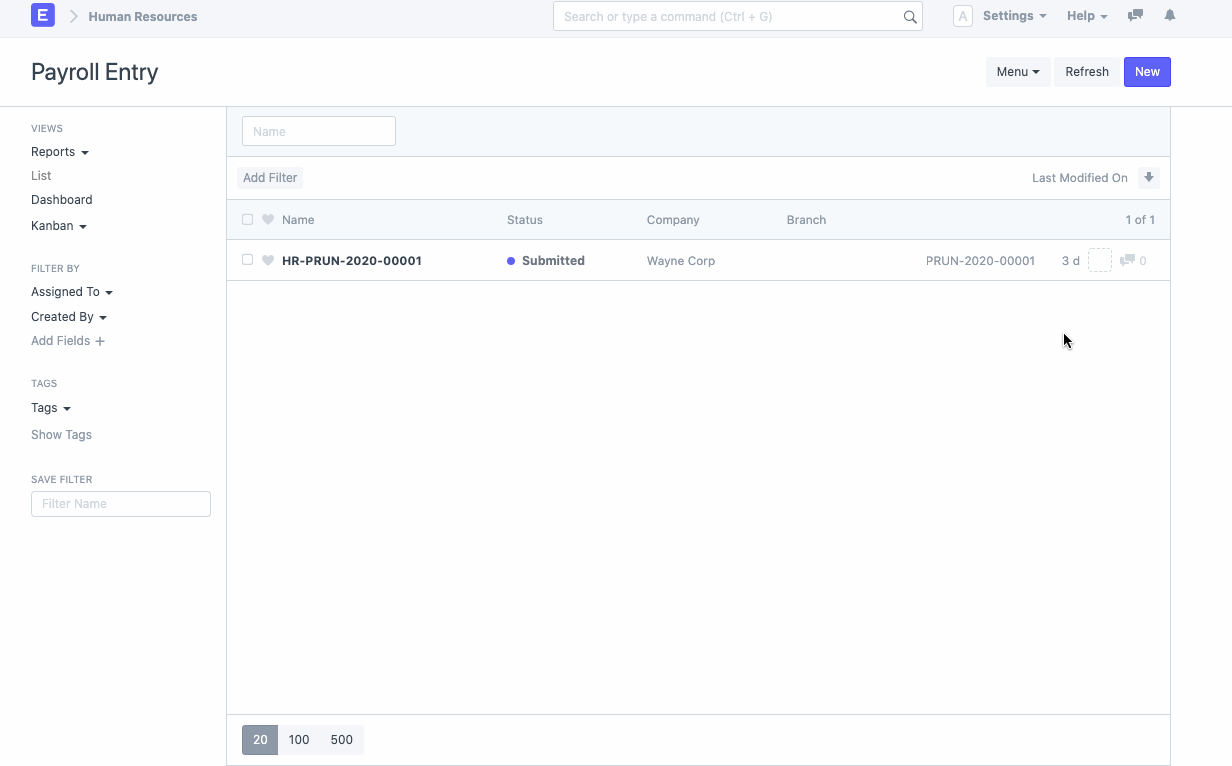 E Human Resources Search or type a command (Ctrl + G) A Settings Help
Payroll Entry Menu Refresh New
VIEWS
Reports
List
Dashboard
Kanban
FILTER BY
Assigned To
Created By
Add Fields +
TAGS
Tags
Show Tags
SAVE FILTER
Filter Name
Name
Add Filter Last Modified On
Name Status Company Branch 1 of 1
HR-PRUN-2020-00001 Submitted Wayne Corp PRUN-2020-00001 3 d 0
20 100 500